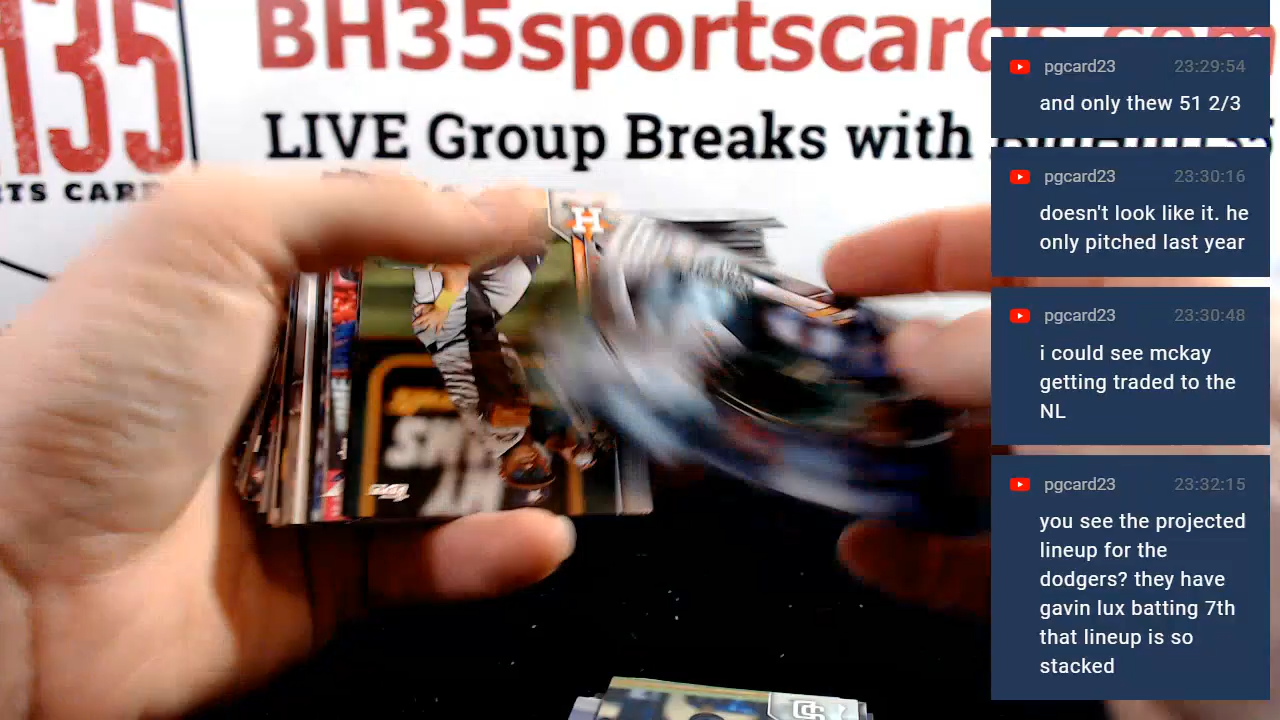 135
BH35sportscards.com
LIVE Group Breaks with
H
pgcard23 23:29:54
and only thew 51 2/3
pgcard23 23:30:16
doesn't look like it. he
only pitched last year
pgcard23 23:30:48
i could see mckay
getting traded to the
NL
pgcard23 23:32:15
you see the projected
lineup for the
dodgers? they have
gavin lux batting 7th
that lineup is so
stacked